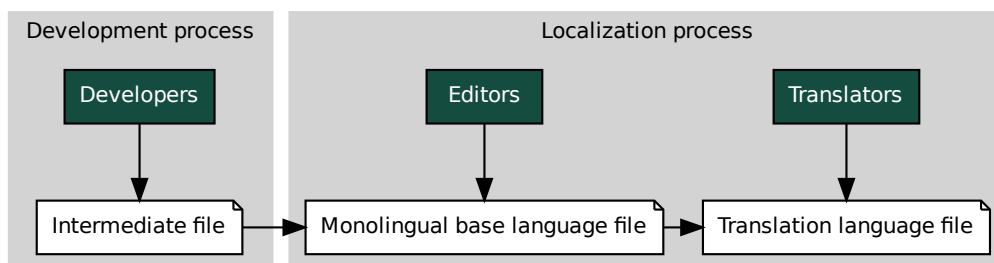 Development process
Localization process
Developers
Editors
Translators
Intermediate file
Monolingual base language file
Translation language file